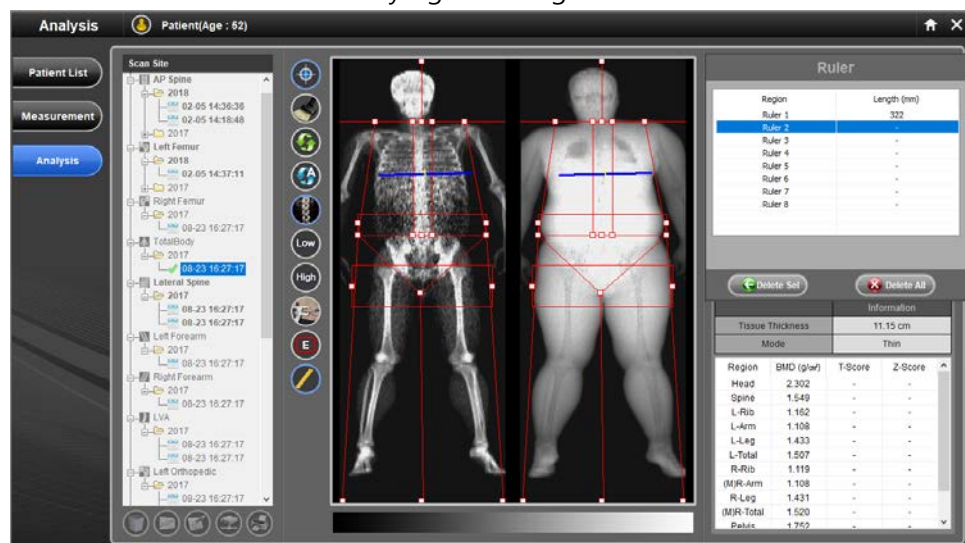 Analysis
Patient(Age : 52)
Patient List
Measurement
Analysis
Scan Site
AP Spine
2018
02-05 14:36:36
02-05 14:18:48
2017
Left Femur
2018
02-05 14:37:11
2017
Right Femur
2017
08-23 16:27:17
TotalBody
2017
08-23 16:27:17
Lateral Spine
2017
08-23 16:27:17
08-23 16:27:17
Left Forearm
2017
08-23 16:27:17
Right Forearm
2017
08-23 16:27:17
LVA
2017
08-23 16:27:17
08-23 16:27:17
Left Orthopedic
2017
08-23 16:27:17
A
Low
High
E
Ruler
Region Length (mm)
Ruler 1 322
Ruler 2 -
Ruler 3 -
Ruler 4 -
Ruler 5 -
Ruler 6 -
Ruler 7 -
Ruler 8 -
Delete Sel
Delete All
Information
Tissue Thickness 11.15 cm
Mode Thin
Region BMD (g/㎠) T-Score Z-Score
Head 2.302 - -
Spine 1.549 - -
L-Rib 1.162 - -
L-Arm 1.108 - -
L-Leg 1.433 - -
L-Total 1.507 - -
R-Rib 1.119 - -
(M)R-Arm 1.108 - -
R-Leg 1.431 - -
(M)R-Total 1.520 - -
Pelvis 1.752 - -